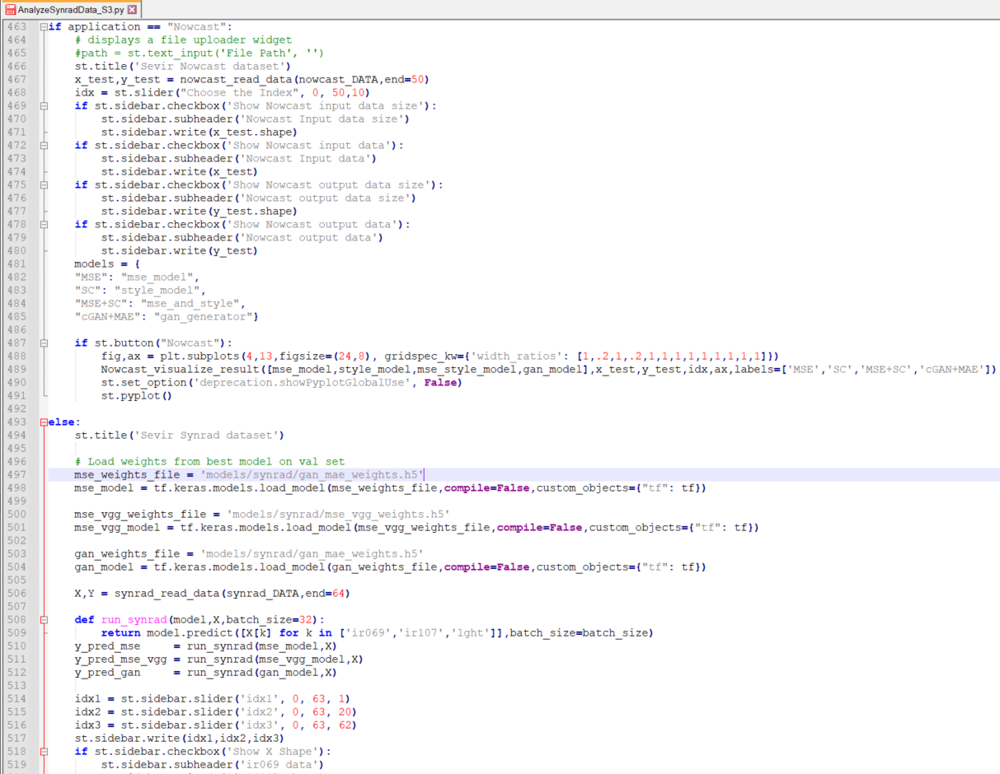 AnalyzeSynradData_S3.py
463 if application == "Nowcast":
464     # displays a file uploader widget
465     #path = st.text_input('File Path', '')
466     st.title('Sevir Nowcast dataset')
467     x_test,y_test = nowcast_read_data(nowcast_DATA,end=50)
468     idx = st.slider("Choose the Index", 0, 50,10)
469     if st.sidebar.checkbox('Show Nowcast input data size'):
470         st.sidebar.subheader('Nowcast Input data size')
471         st.sidebar.write(x_test.shape)
472     if st.sidebar.checkbox('Show Nowcast input data'):
473         st.sidebar.subheader('Nowcast Input data')
474         st.sidebar.write(x_test)
475     if st.sidebar.checkbox('Show Nowcast output data size'):
476         st.sidebar.subheader('Nowcast output data size')
477         st.sidebar.write(y_test.shape)
478     if st.sidebar.checkbox('Show Nowcast output data'):
479         st.sidebar.subheader('Nowcast output data')
480         st.sidebar.write(y_test)
481     models = {
482     "MSE": "mse_model",
483     "SC": "style_model",
484     "MSE+SC": "mse_and_style",
485     "cGAN+MAE": "gan_generator"}
486
487     if st.button("Nowcast"):
488         fig,ax = plt.subplots(4,13,figsize=(24,8), gridspec_kw={'width_ratios': [1,.2,1,.2,1,1,1,1,1,1,1,1,1]})
489         Nowcast_visualize_result([mse_model,style_model,mse_style_model,gan_model],x_test,y_test,idx,ax,labels=['MSE','SC','MSE+SC','cGAN+MAE'])
490         st.set_option('deprecation.showPyplotGlobalUse', False)
491         st.pyplot()
492
493 else:
494     st.title('Sevir Synrad dataset')
495
496     # Load weights from best model on val set
497     mse_weights_file = 'models/synrad/gan_mae_weights.h5'
498     mse_model = tf.keras.models.load_model(mse_weights_file,compile=False,custom_objects={"tf": tf})
499
500     mse_vgg_weights_file = 'models/synrad/mse_vgg_weights.h5'
501     mse_vgg_model = tf.keras.models.load_model(mse_vgg_weights_file,compile=False,custom_objects={"tf": tf})
502
503     gan_weights_file = 'models/synrad/gan_mae_weights.h5'
504     gan_model = tf.keras.models.load_model(gan_weights_file,compile=False,custom_objects={"tf": tf})
505
506     X,Y = synrad_read_data(synrad_DATA,end=64)
507
508     def run_synrad(model,X,batch_size=32):
509         return model.predict([X[k] for k in ['ir069','ir107','lght']],batch_size=batch_size)
510     y_pred_mse     = run_synrad(mse_model,X)
511     y_pred_mse_vgg = run_synrad(mse_vgg_model,X)
512     y_pred_gan     = run_synrad(gan_model,X)
513
514     idx1 = st.sidebar.slider('idx1', 0, 63, 1)
515     idx2 = st.sidebar.slider('idx2', 0, 63, 20)
516     idx3 = st.sidebar.slider('idx3', 0, 63, 62)
517     st.sidebar.write(idx1,idx2,idx3)
518     if st.sidebar.checkbox('Show X Shape'):
519         st.sidebar.subheader('ir069 data')